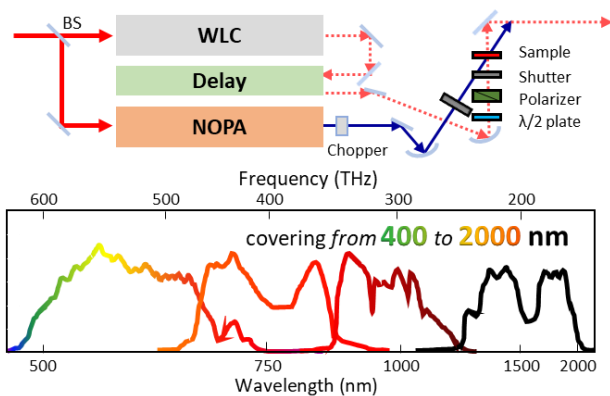 BS
WLC
Delay
NOPA
Chopper
Sample
Shutter
Polarizer
λ/2 plate
Frequency (THz)
600 500 400 300 200
covering from 400 to 2000 nm
500 750 1000 1500 2000
Wavelength (nm)